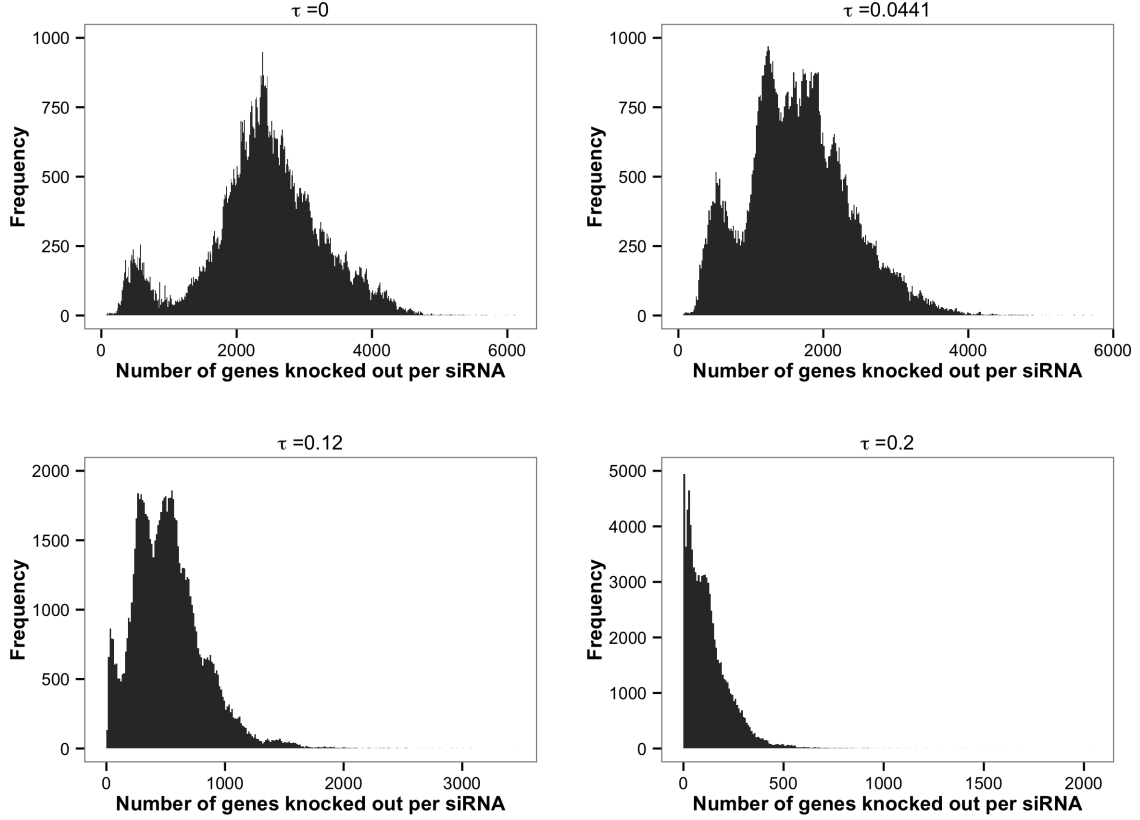 τ =0
1000
750
500
250
0
Frequency
0 2000 4000 6000
Number of genes knocked out per siRNA
τ =0.0441
1000
750
500
250
0
Frequency
0 2000 4000 6000
Number of genes knocked out per siRNA
τ =0.12
2000
1500
1000
500
0
Frequency
0 1000 2000 3000
Number of genes knocked out per siRNA
τ =0.2
5000
4000
3000
2000
1000
0
Frequency
0 500 1000 1500 2000
Number of genes knocked out per siRNA